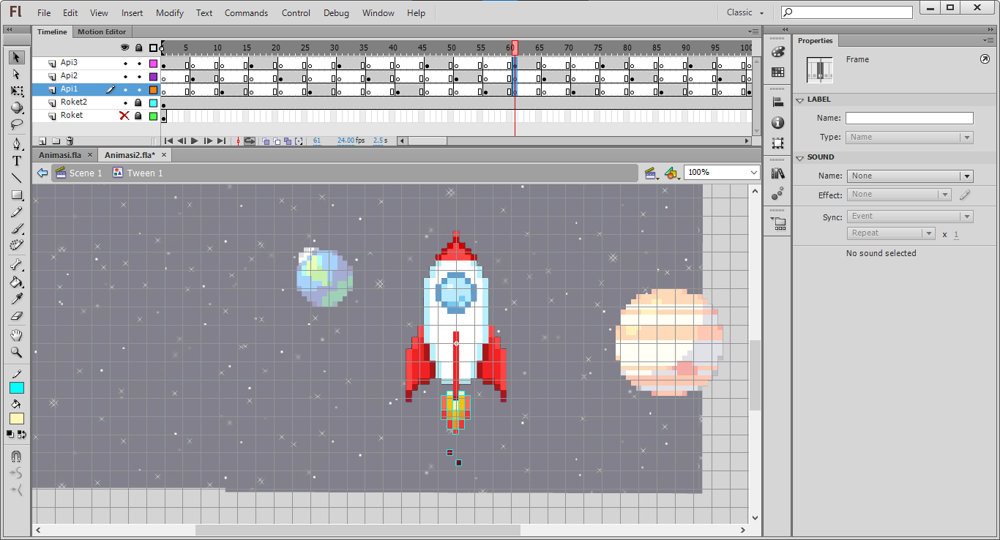 Fl File Edit View Insert Modify Text Commands Control Debug Window Help Classic
Timeline Motion Editor
Properties
5 10 15 20 25 30 35 40 45 50 55 60 65 70 75 80 85 90 95 100
Frame
Api3
Api2
Api1
Roket2
Roket
LABEL
Name:
Type: Name
61 24.00 fps 2.5 s
Animasi.fla × Animasi2.fla* ×
SOUND
Scene 1 Tween 1 100%
Name: None
Effect: None
Sync: Event
Repeat x 1
No sound selected
T